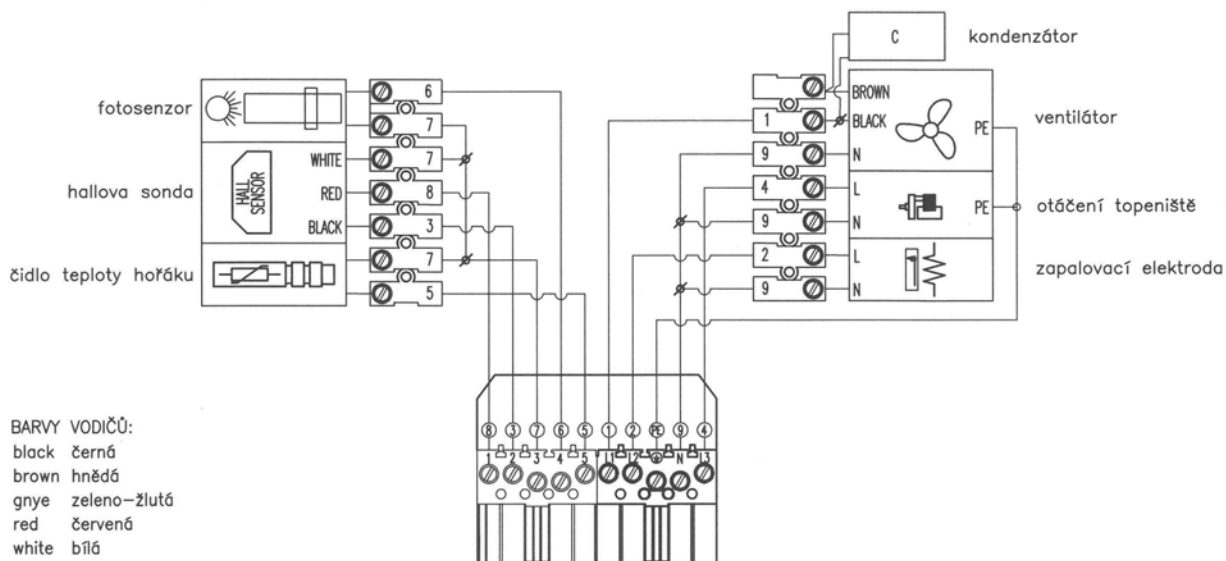 C
kondenzátor
fotosenzor
6
7
WHITE
7
hallova sonda
HALL
SENSOR
RED
8
BLACK
3
čidlo teploty hořáku
7
5
BROWN
1
BLACK
PE
ventilátor
9
N
4
L
PE
otáčení topeniště
9
N
2
L
zapalovací elektroda
9
N
8 3 7 6 5 1 2 PE 9 4
1 2 3 4 5 L1 L2 N L3
BARVY VODIČŮ:
black černá
brown hnědá
gnye zeleno–žlutá
red červená
white bílá